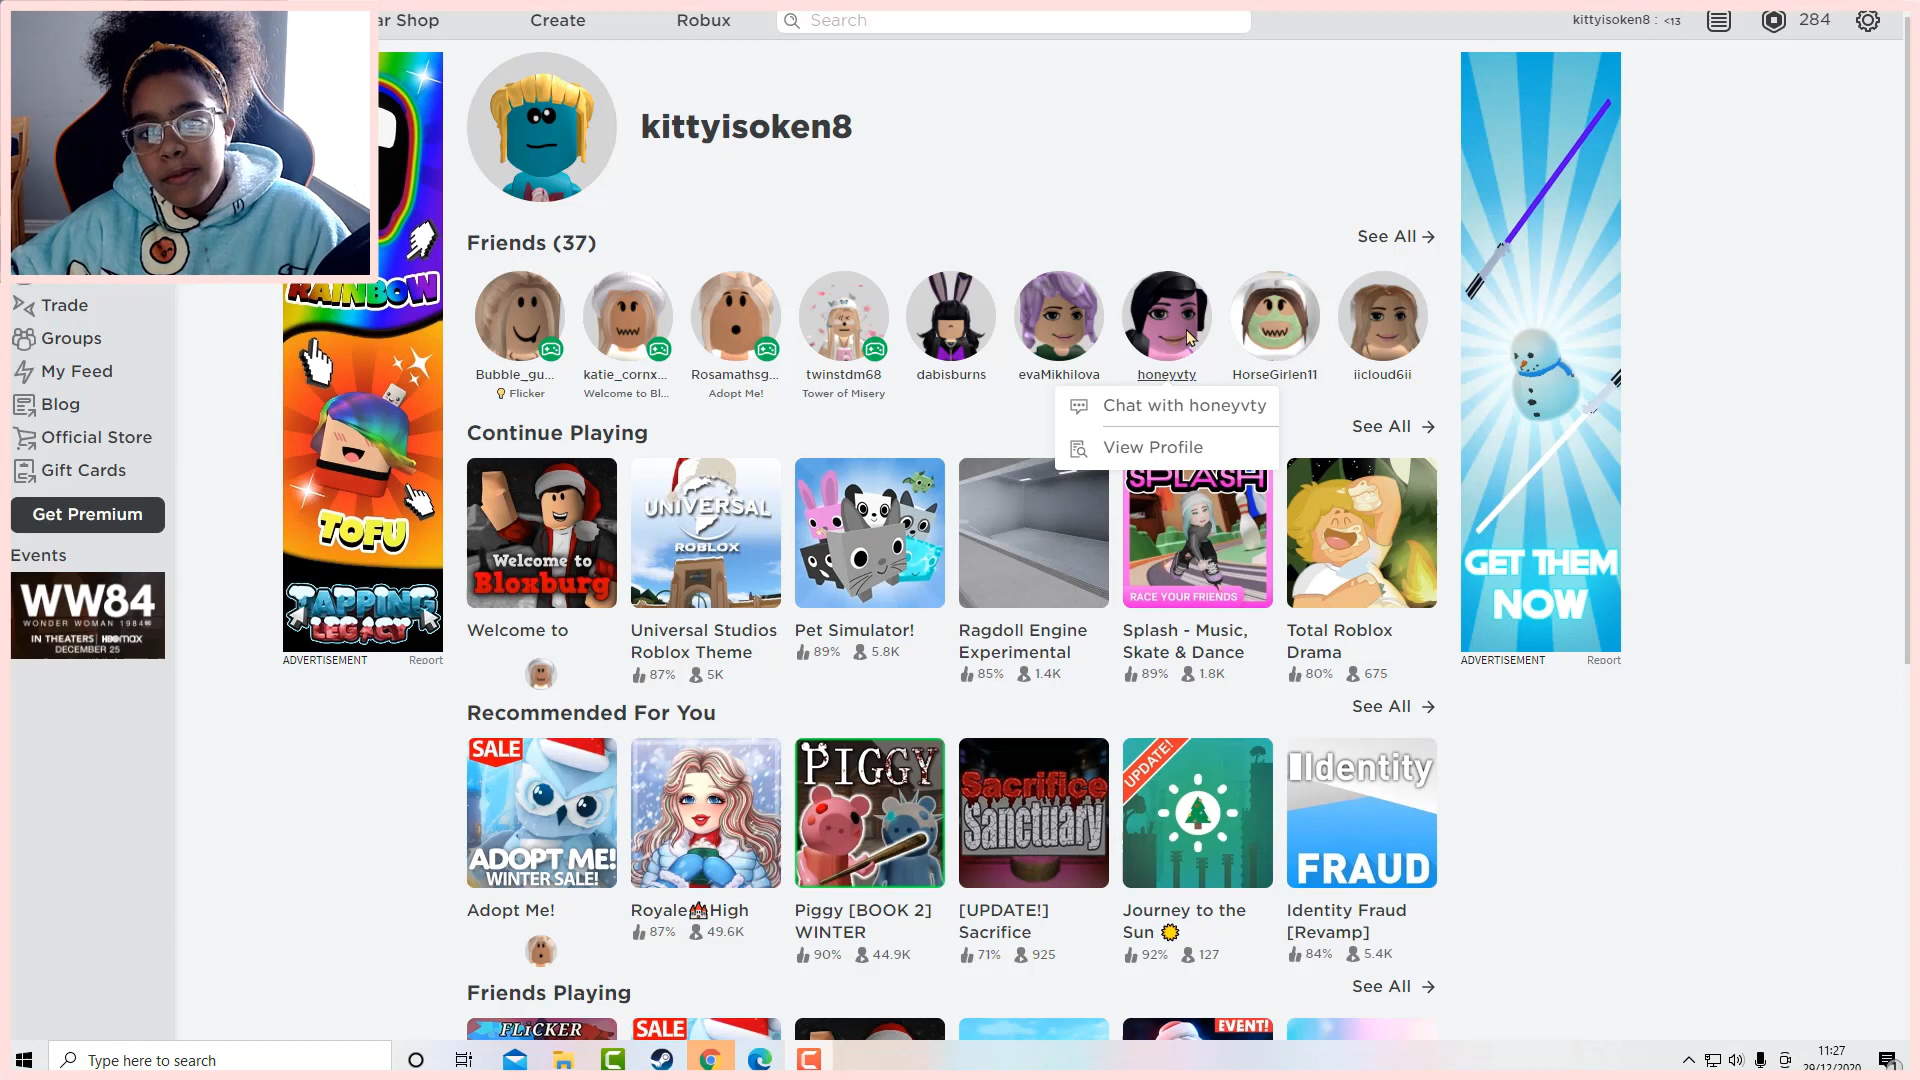 ar Shop
Create
Robux
Search
kittyisoken8 : <13
284
kittyisoken8
Friends (37)
See All
Bubble_gu...
katie_cornx...
Rosamathsg...
twinstdm68
dabisburns
evaMikhilova
honeyvty
HorseGirlen11
iicloud6ii
Flicker
Welcome to Bl...
Adopt Me!
Tower of Misery
Chat with honeyvty
View Profile
Trade
Groups
My Feed
Blog
Official Store
Gift Cards
Get Premium
Events
WW84
WONDER WOMAN 1984
IN THEATERS HBOmax
DECEMBER 25
RAINBOW
TOFU
TAPPING
LEGACY
ADVERTISEMENT
Report
Continue Playing
See All
Welcome to
Bloxburg
UNIVERSAL
ROBLOX
SPLASH
RACE YOUR FRIENDS
Welcome to
Universal Studios
Roblox Theme
87% 5K
Pet Simulator!
89% 5.8K
Ragdoll Engine
Experimental
85% 1.4K
Splash - Music,
Skate & Dance
89% 1.8K
Total Roblox
Drama
80% 675
Recommended For You
See All
SALE
ADOPT ME!
WINTER SALE!
PIGGY
Sacrifice
Sanctuary
UPDATE!
Identity
FRAUD
Adopt Me!
Royale High
87% 49.6K
Piggy [BOOK 2]
WINTER
90% 44.9K
[UPDATE!]
Sacrifice
71% 925
Journey to the
Sun
92% 127
Identity Fraud
[Revamp]
84% 5.4K
Friends Playing
See All
FLICKER
SALE
EVENT!
GET THEM
NOW
ADVERTISEMENT
Report
Type here to search
11:27
29/12/2020